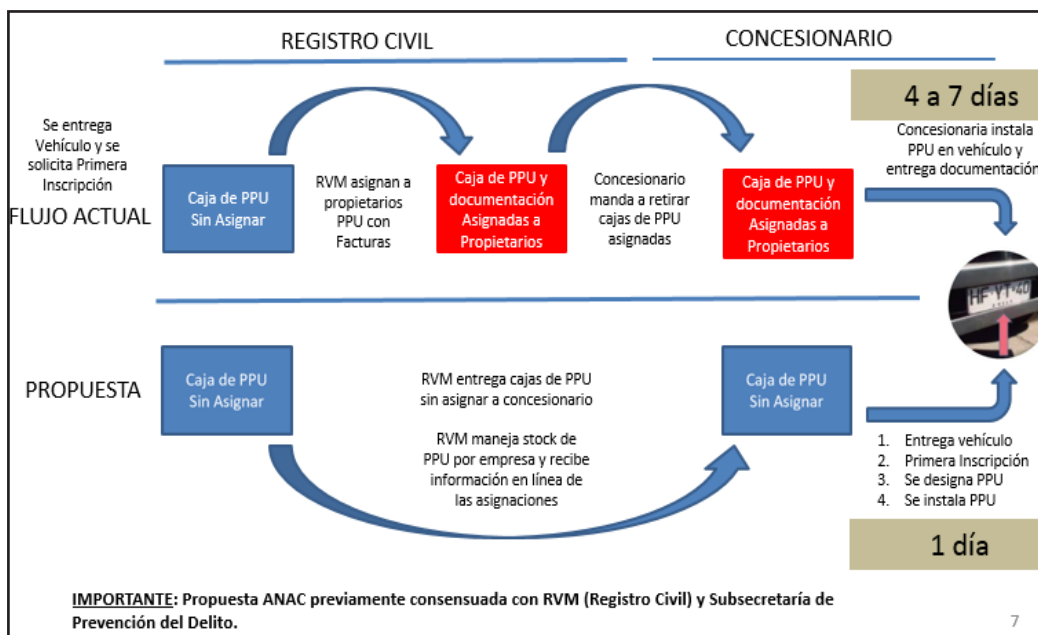 REGISTRO CIVIL
CONCESIONARIO
4 a 7 días
Se entrega
Vehículo y se
solicita Primera
Inscripción
FLUJO ACTUAL
Caja de PPU
Sin Asignar
RVM asignan a
propietarios
PPU con
Facturas
Caja de PPU y
documentación
Asignadas a
Propietarios
Concesionario
manda a retirar
cajas de PPU
asignadas
Caja de PPU y
documentación
Asignadas a
Propietarios
Concesionaria instala
PPU en vehículo y
entrega documentación
HF·YT·40
PROPUESTA
Caja de PPU
Sin Asignar
RVM entrega cajas de PPU
sin asignar a concesionario
RVM maneja stock de
PPU por empresa y recibe
información en línea de
las asignaciones
Caja de PPU
Sin Asignar
1. Entrega vehículo
2. Primera Inscripción
3. Se designa PPU
4. Se instala PPU
1 día
IMPORTANTE: Propuesta ANAC previamente consensuada con RVM (Registro Civil) y Subsecretaría de
Prevención del Delito.
7